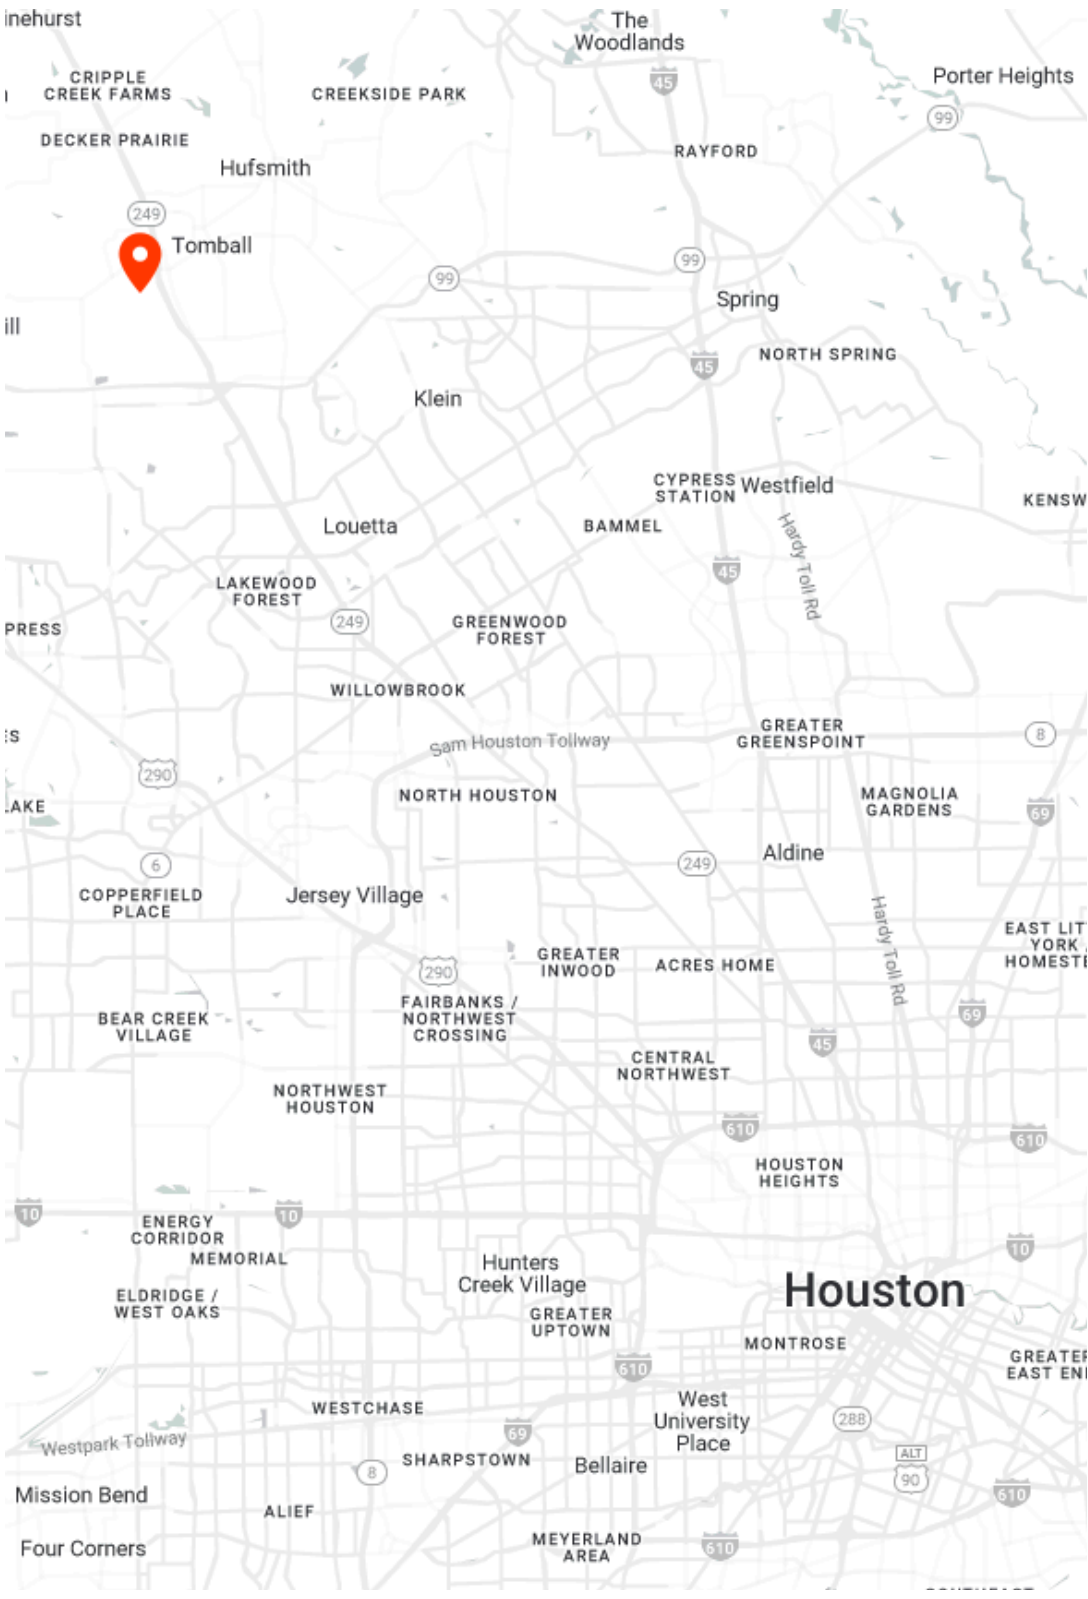 inehurst
The
Woodlands
CRIPPLE
CREEK FARMS
CREEKSIDE PARK
45
Porter Heights
99
DECKER PRAIRIE
RAYFORD
Hufsmith
249
Tomball
99
99
Spring
ill
NORTH SPRING
45
Klein
CYPRESS
STATION
Westfield
KENSW
Louetta
BAMMEL
Hardy Toll Rd
45
LAKEWOOD
FOREST
249
GREENWOOD
FOREST
PRESS
WILLOWBROOK
Sam Houston Tollway
GREATER
GREENSPOINT
8
ES
290
NORTH HOUSTON
MAGNOLIA
GARDENS
69
LAKE
6
249
Aldine
COPPERFIELD
PLACE
Jersey Village
Hardy Toll Rd
EAST LIT
YORK /
HOMESTE
290
GREATER
INWOOD
ACRES HOME
FAIRBANKS /
NORTHWEST
CROSSING
BEAR CREEK
VILLAGE
69
45
CENTRAL
NORTHWEST
NORTHWEST
HOUSTON
610
610
HOUSTON
HEIGHTS
10
10
ENERGY
CORRIDOR
MEMORIAL
10
Hunters
Creek Village
Houston
ELDRIDGE /
WEST OAKS
GREATER
UPTOWN
MONTROSE
GREATER
EAST EN
610
WESTCHASE
West
University
Place
288
69
Westpark Tollway
8
SHARPSTOWN
Bellaire
ALT
90
610
Mission Bend
ALIEF
Four Corners
MEYERLAND
AREA
610